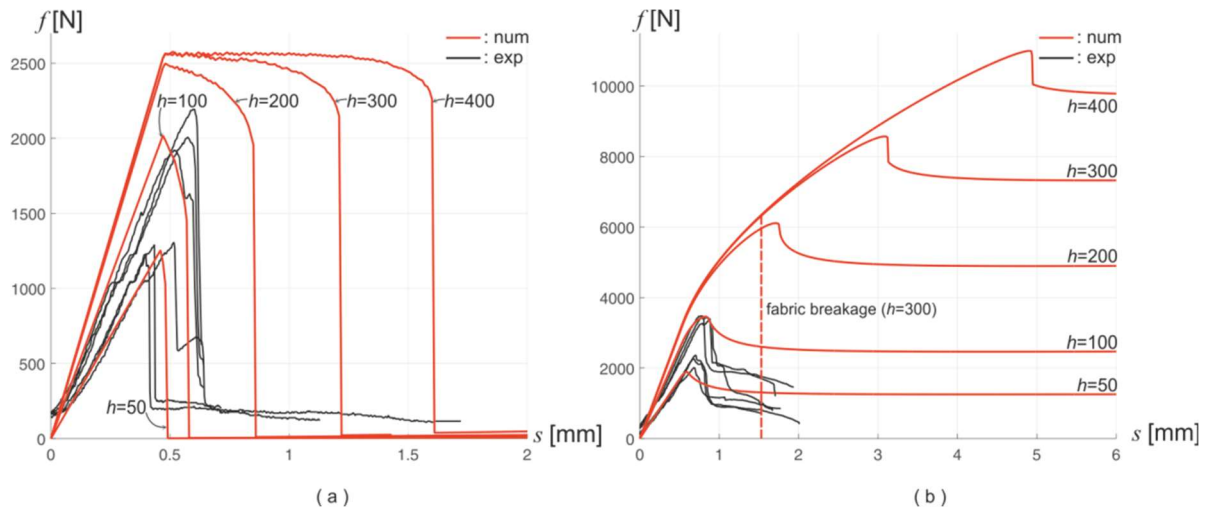 f [N]
: num
: exp
2500
2000
1500
1000
500
0
h=100
h=200
h=300
h=400
h=50
0
0.5
1
1.5
2
s [mm]
( a )
f [N]
: num
: exp
10000
8000
6000
4000
2000
0
h=400
h=300
h=200
fabric breakage (h=300)
h=100
h=50
0
1
2
3
4
5
6
s [mm]
( b )